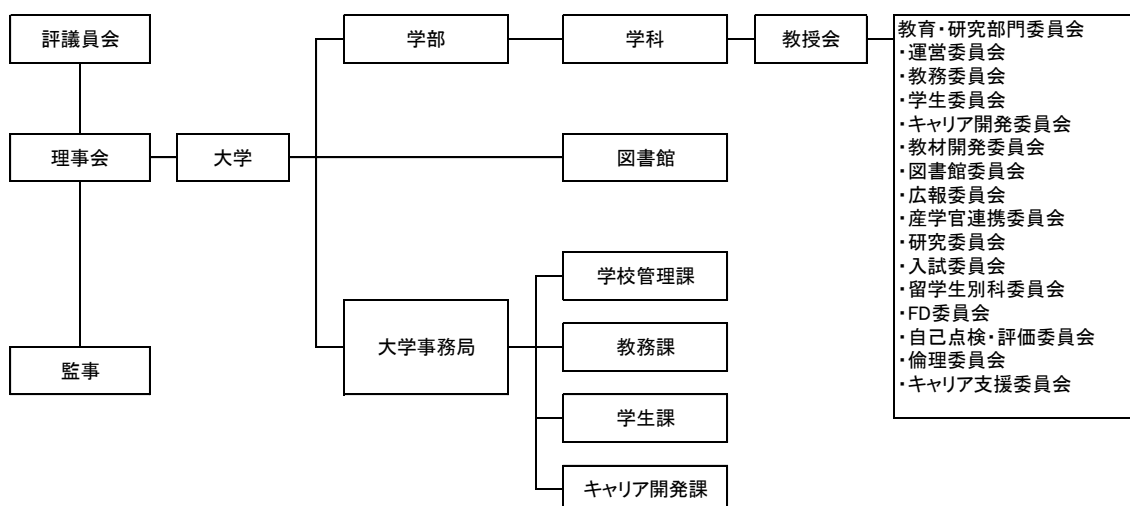 評議員会
学部
学科
教授会
教育・研究部門委員会
・運営委員会
・教務委員会
・学生委員会
・キャリア開発委員会
・教材開発委員会
・図書館委員会
・広報委員会
・産学官連携委員会
・研究委員会
・入試委員会
・留学生別科委員会
・FD委員会
・自己点検・評価委員会
・倫理委員会
・キャリア支援委員会
理事会
大学
図書館
学校管理課
大学事務局
教務課
監事
学生課
キャリア開発課